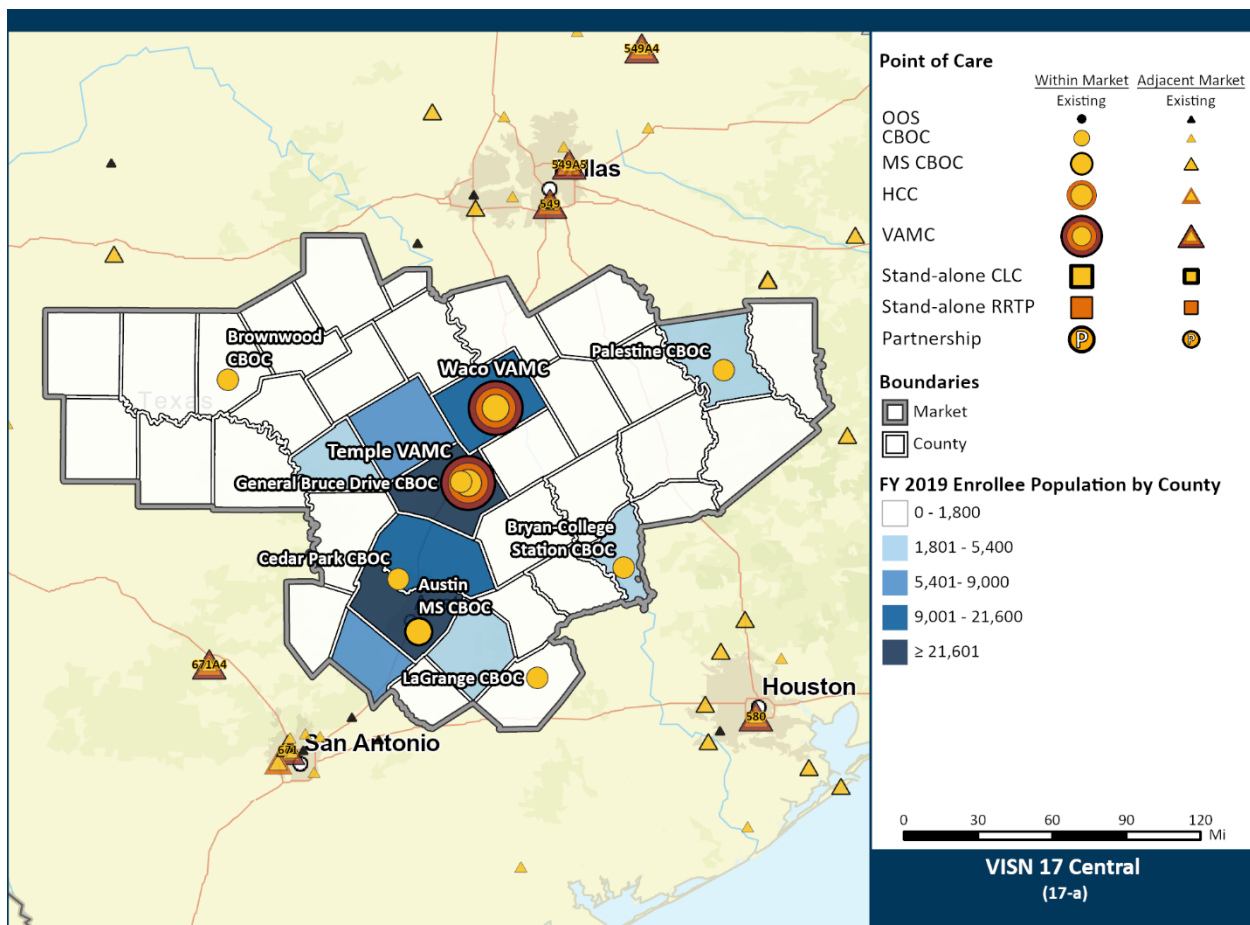 549A4
549A5
llas
549
Brownwood
CBOC
Palestine CBOC
Waco VAMC
Texas
Temple VAMC
General Bruce Drive CBOC
Bryan-College
Station CBOC
Cedar Park CBOC
Austin
MS CBOC
LaGrange CBOC
671A4
Houston
580
671
San Antonio
Point of Care
Within Market Adjacent Market
Existing Existing
OOS
CBOC
MS CBOC
HCC
VAMC
Stand-alone CLC
Stand-alone RRTP
Partnership P P
Boundaries
Market
County
FY 2019 Enrollee Population by County
0 - 1,800
1,801 - 5,400
5,401- 9,000
9,001 - 21,600
≥ 21,601
0 30 60 90 120
Mi
VISN 17 Central
(17-a)